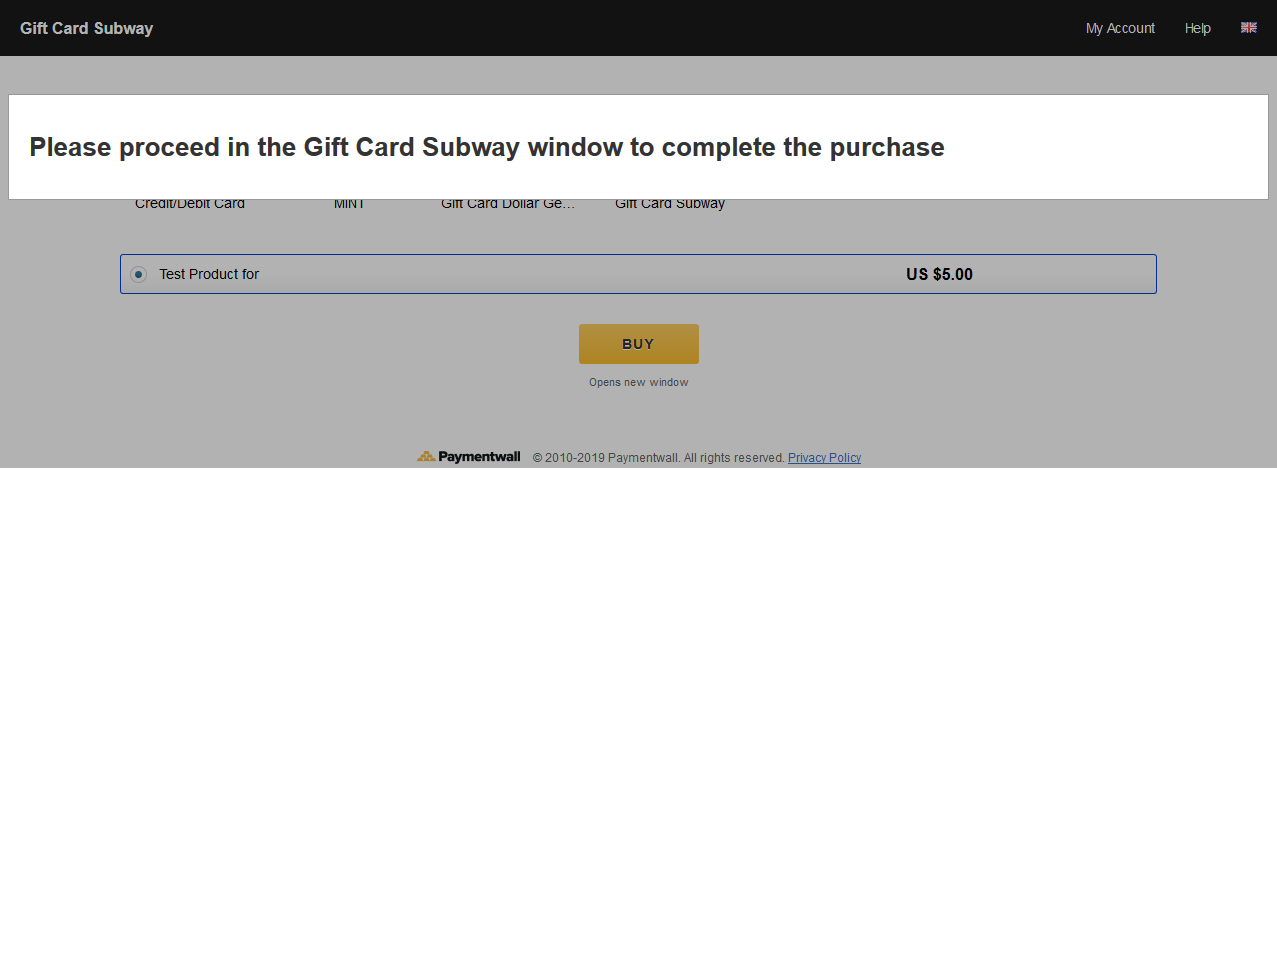 Gift Card Subway
My Account
Help
Please proceed in the Gift Card Subway window to complete the purchase
Credit/Debit Card
MINT
Gift Card Dollar Ge...
Gift Card Subway
Test Product for
US $5.00
BUY
Opens new window
Paymentwall © 2010-2019 Paymentwall. All rights reserved. Privacy Policy